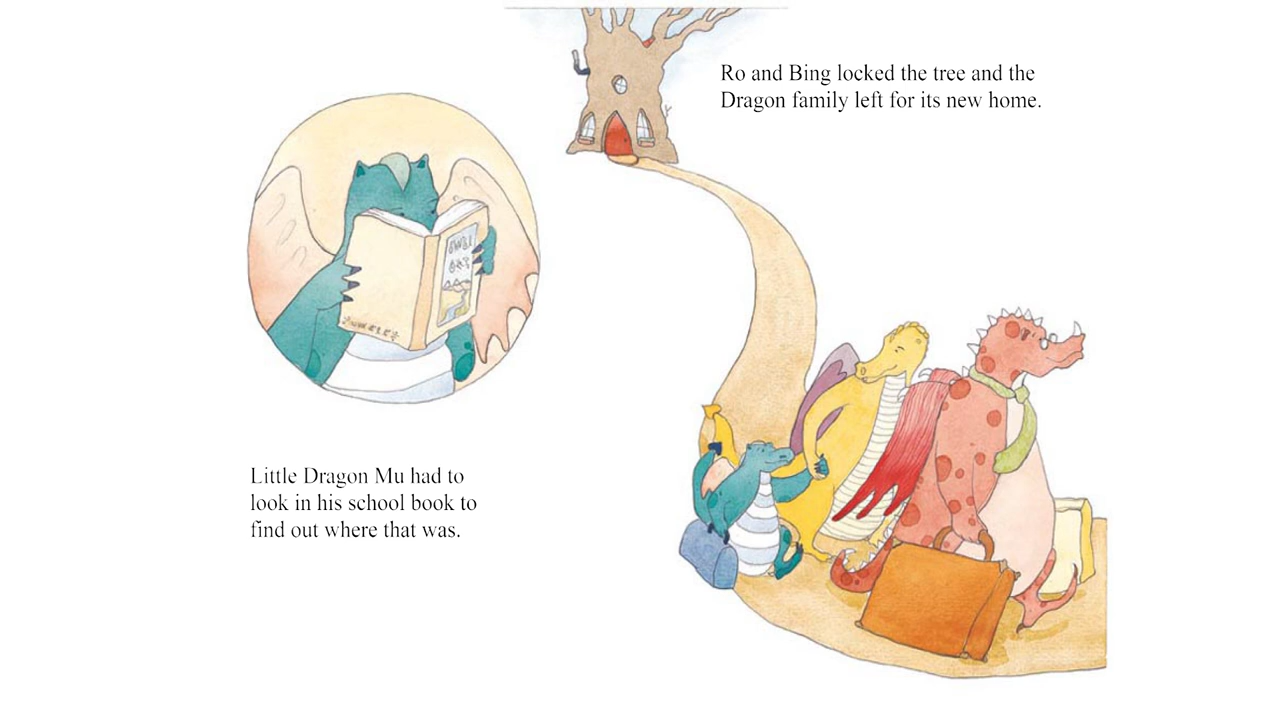 Ro and Bing locked the tree and the
Dragon family left for its new home.
Little Dragon Mu had to
look in his school book to
find out where that was.